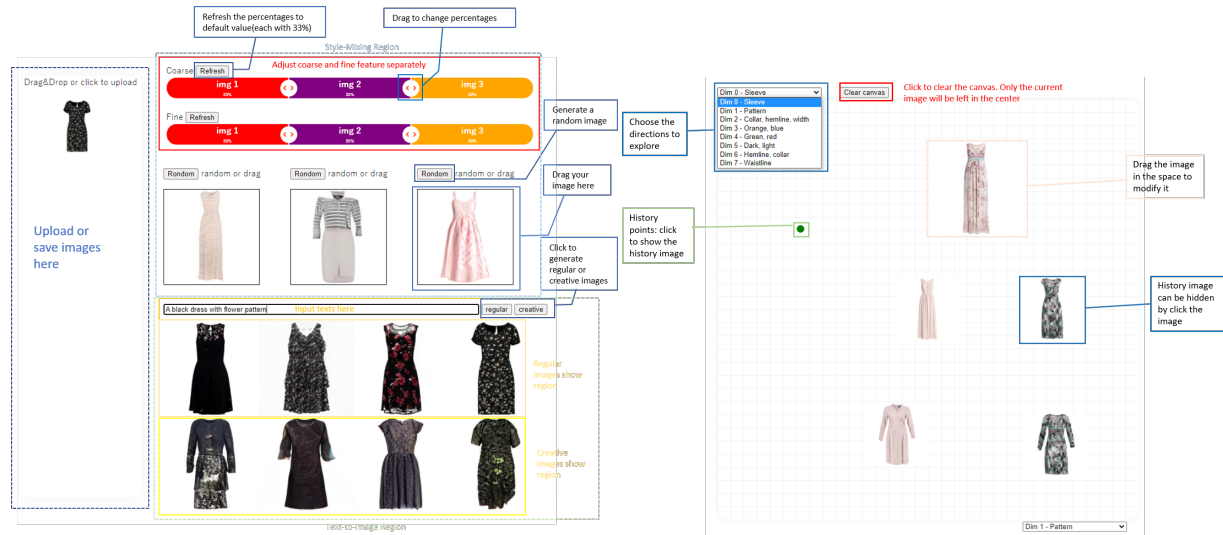 Refresh the percentages to
default value(each with 33%)
Drag to change percentages
Style-Mixing Region
Drag&Drop or click to upload
Upload or
save images
here
Coarse Refresh
Adjust coarse and fine feature separately
img 1
33%
img 2
33%
img 3
33%
Fine Refresh
img 1
33%
img 2
33%
img 3
33%
Rondom random or drag
Rondom random or drag
Rondom random or drag
Generate a
random image
Drag your
image here
Click to
generate
regular or
creative images
A black dress with flower pattern
Input texts here
regular
creative
Regular
images show
region
Creative
images show
region
Text-to-Image Region
Choose the
directions to
explore
Dim 0 - Sleeve
Dim 0 - Sleeve
Dim 1 - Pattern
Dim 2 - Collar, hemline, width
Dim 3 - Orange, blue
Dim 4 - Green, red
Dim 5 - Dark, light
Dim 6 - Hemline, collar
Dim 7 - Waistline
Clear canvas
Click to clear the canvas. Only the current
image will be left in the center
Drag the image
in the space to
modify it
History
points: click
to show the
history image
History image
can be hidden
by click the
image
Dim 1 - Pattern